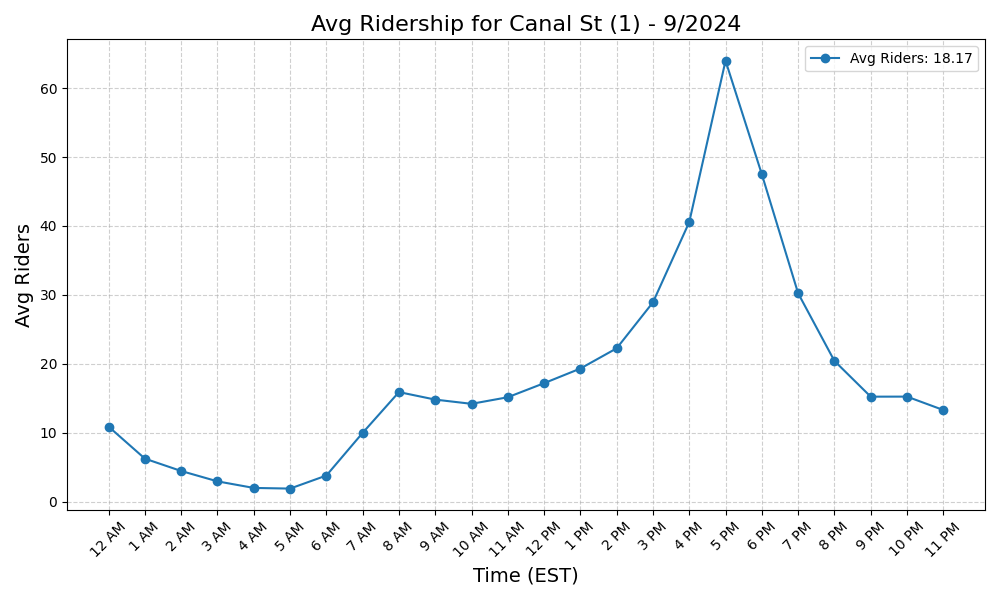 Avg Ridership for Canal St (1) - 9/2024
Avg Riders: 18.17
Avg Riders
60
50
40
30
20
10
0
12 AM
1 AM
2 AM
3 AM
4 AM
5 AM
6 AM
7 AM
8 AM
9 AM
10 AM
11 AM
12 PM
1 PM
2 PM
3 PM
4 PM
5 PM
6 PM
7 PM
8 PM
9 PM
10 PM
11 PM
Time (EST)